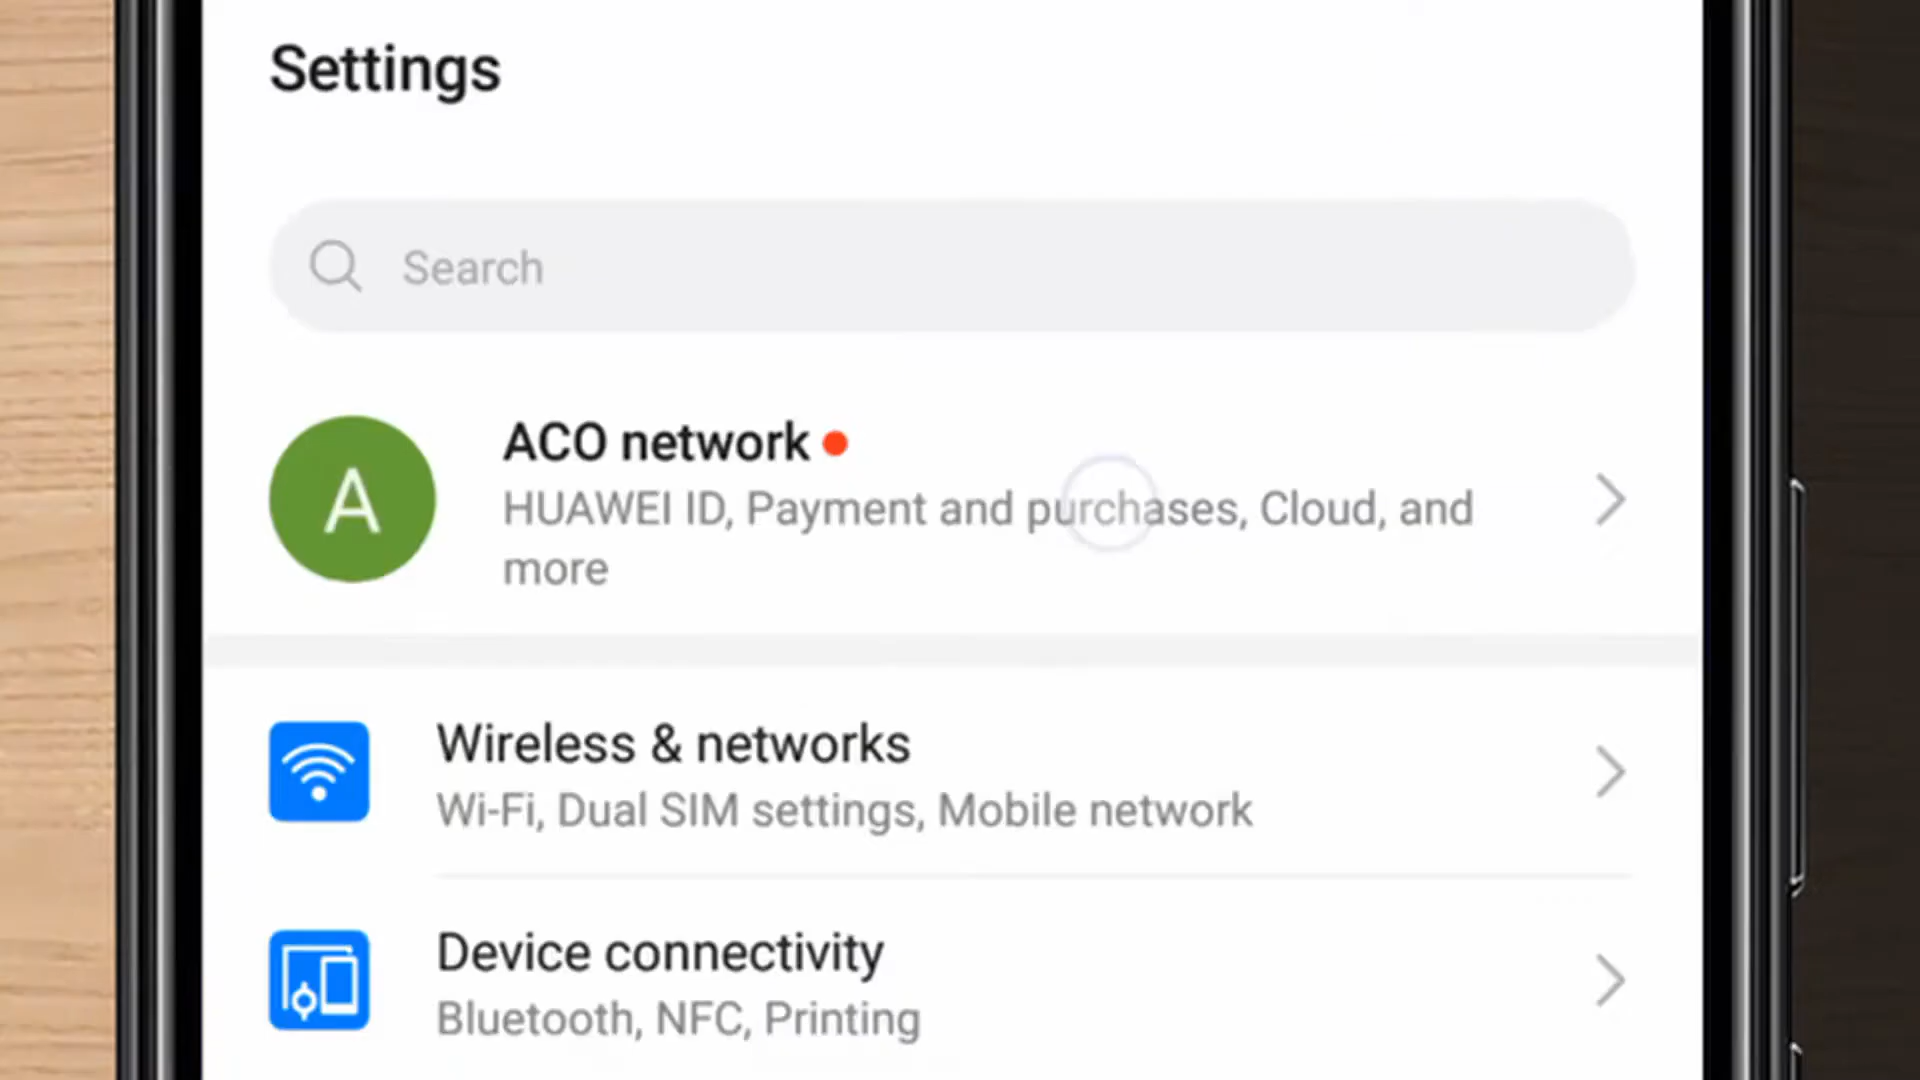 Settings
Search
ACO network
A
HUAWEI ID, Payment and purchases, Cloud, and
more
Wireless & networks
Wi-Fi, Dual SIM settings, Mobile network
Device connectivity
Bluetooth, NFC, Printing